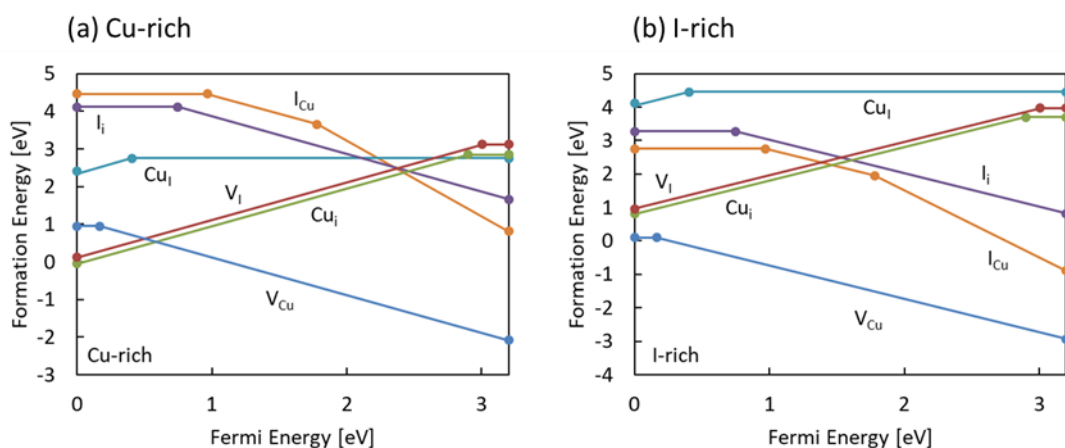 (a) Cu-rich
(b) I-rich
Formation Energy [eV]
5
4
3
2
1
0
-1
-2
-3
I_Cu
I_i
Cu_I
V_I
Cu_i
V_Cu
Cu-rich
0 1 2 3
Fermi Energy [eV]
Formation Energy [eV]
5
4
3
2
1
0
-1
-2
-3
-4
Cu_I
V_I
Cu_i
I_i
I_Cu
V_Cu
I-rich
0 1 2 3
Fermi Energy [eV]